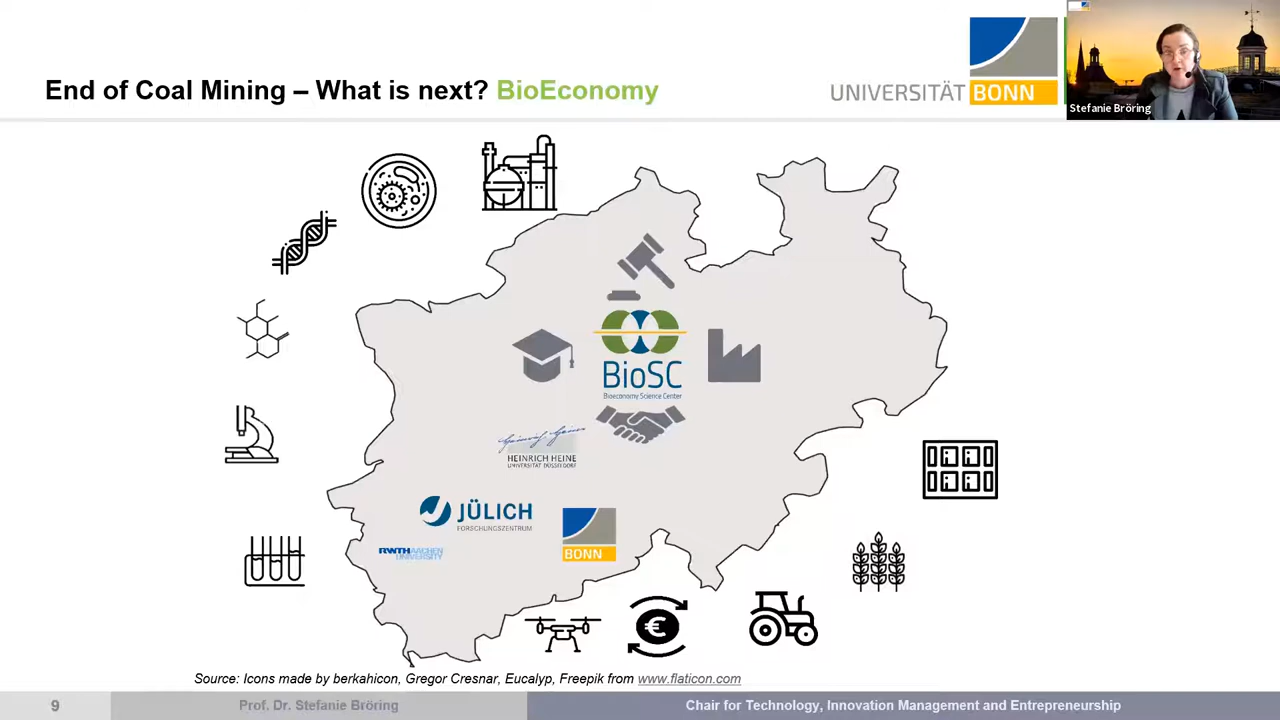 End of Coal Mining – What is next? BioEconomy
UNIVERSITÄT BONN
Stefanie Bröring
BioSC
Bioeconomy Science Center
HEINRICH HEINE
UNIVERSITÄT DÜSSELDORF
JÜLICH
FORSCHUNGSZENTRUM
RWTHAACHEN
UNIVERSITY
BONN
Source: Icons made by berkahicon, Gregor Cresnar, Eucalyp, Freepik from www.flaticon.com
9
Prof. Dr. Stefanie Bröring
Chair for Technology, Innovation Management and Entrepreneurship